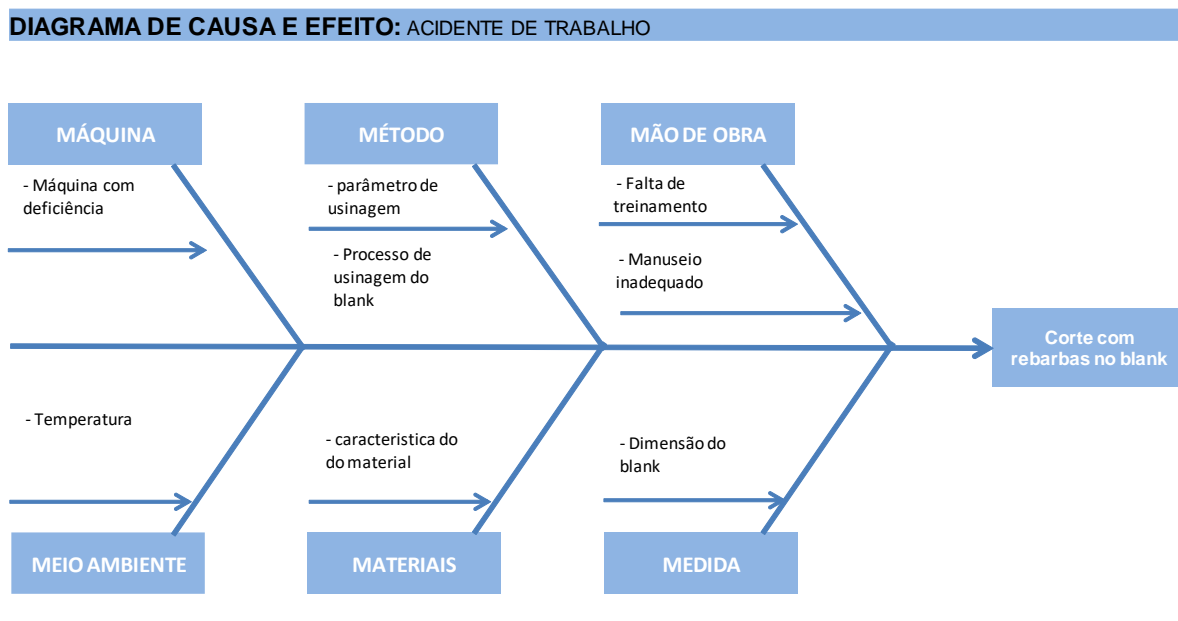 DIAGRAMA DE CAUSA E EFEITO: ACIDENTE DE TRABALHO
MÁQUINA
MÉTODO
MÃO DE OBRA
- Máquina com
deficiência
- parâmetro de
usinagem
- Processo de
usinagem do
blank
- Falta de
treinamento
- Manuseio
inadequado
Corte com
rebarbas no blank
- Temperatura
- caracteristica do
do material
- Dimensão do
blank
MEIO AMBIENTE
MATERIAIS
MEDIDA